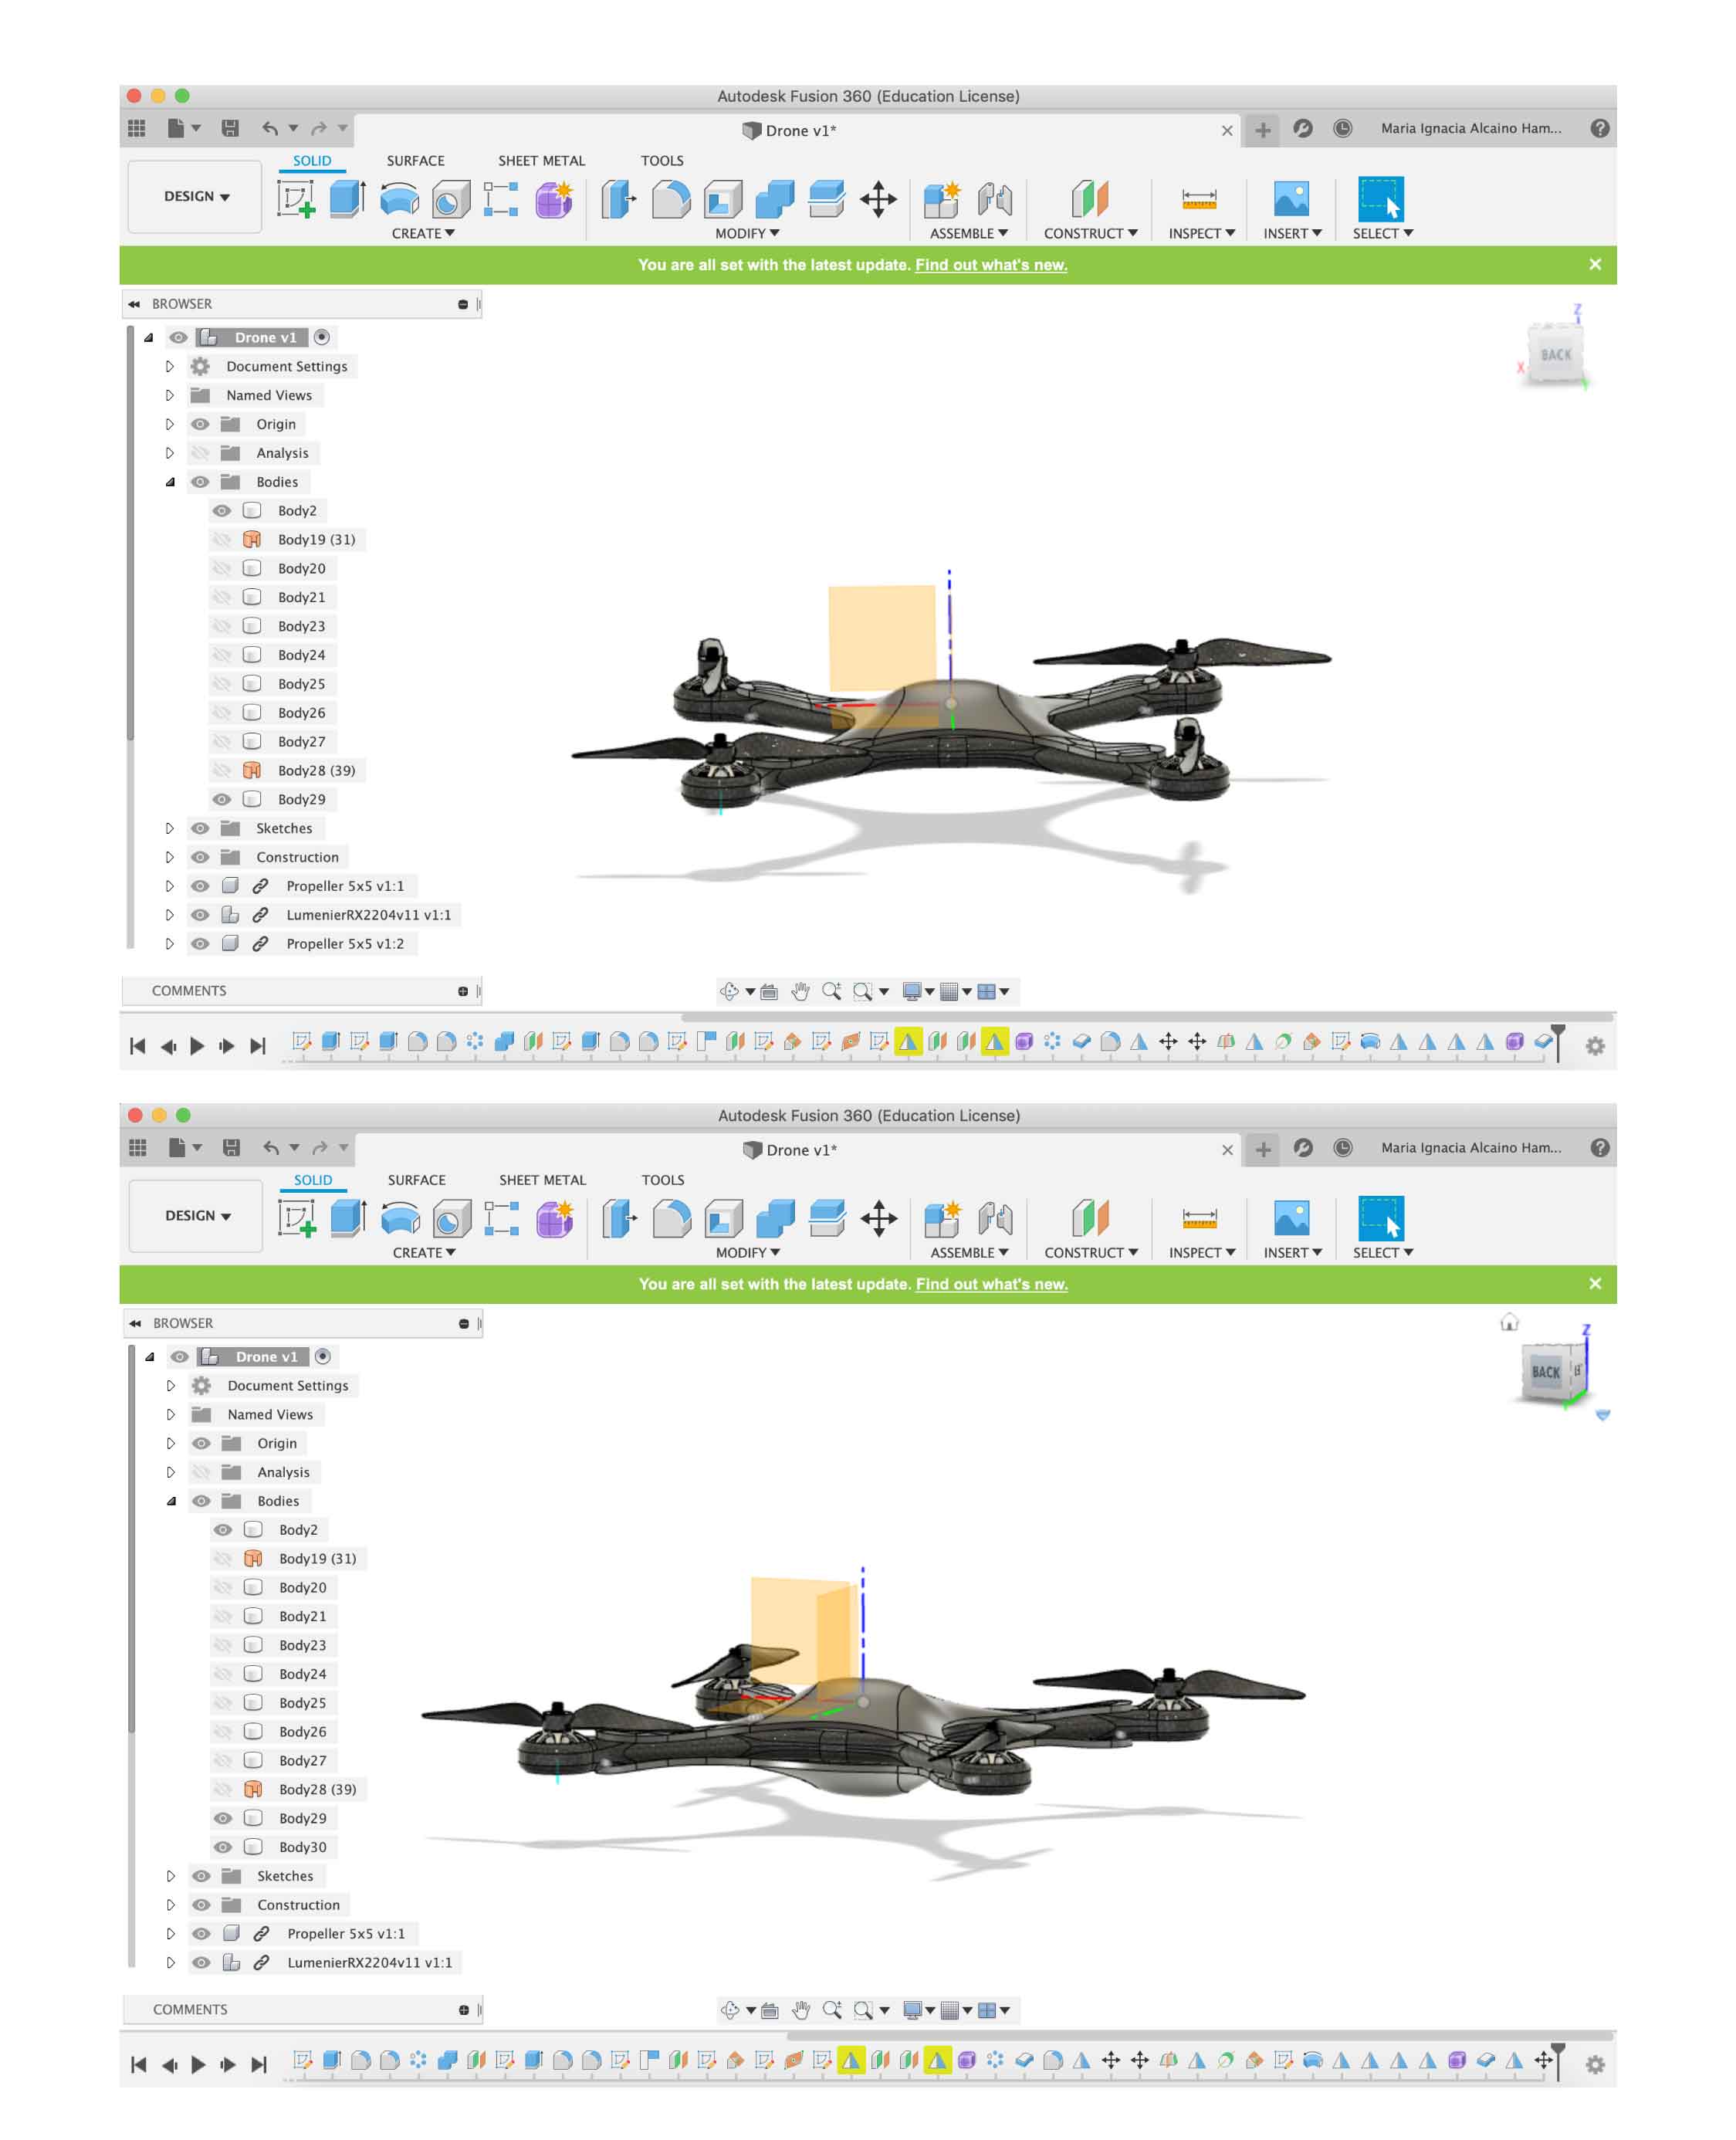 Autodesk Fusion 360 (Education License)
Drone v1*
Maria Ignacia Alcaino Ham...
SOLID SURFACE SHEET METAL TOOLS
DESIGN
CREATE MODIFY ASSEMBLE CONSTRUCT INSPECT INSERT SELECT
You are all set with the latest update. Find out what's new.
BROWSER
Drone v1
Document Settings
Named Views
Origin
Analysis
Bodies
Body2
Body19 (31)
Body20
Body21
Body23
Body24
Body25
Body26
Body27
Body28 (39)
Body29
Sketches
Construction
Propeller 5x5 v1:1
LumenierRX2204v11 v1:1
Propeller 5x5 v1:2
Z
BACK
X
Y
COMMENTS
Autodesk Fusion 360 (Education License)
Drone v1*
Maria Ignacia Alcaino Ham...
SOLID SURFACE SHEET METAL TOOLS
DESIGN
CREATE MODIFY ASSEMBLE CONSTRUCT INSPECT INSERT SELECT
You are all set with the latest update. Find out what's new.
BROWSER
Drone v1
Document Settings
Named Views
Origin
Analysis
Bodies
Body2
Body19 (31)
Body20
Body21
Body23
Body24
Body25
Body26
Body27
Body28 (39)
Body29
Body30
Sketches
Construction
Propeller 5x5 v1:1
LumenierRX2204v11 v1:1
Z
BACK
Y
COMMENTS